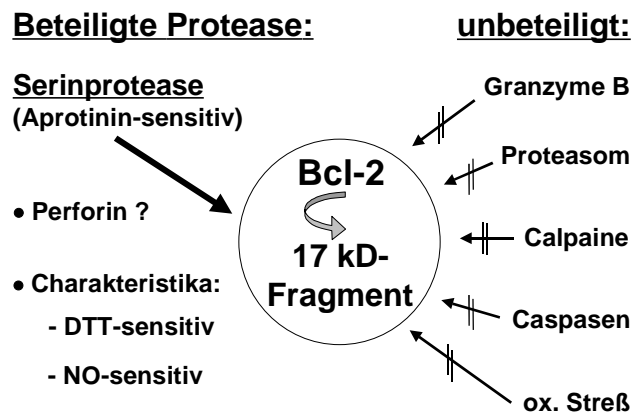 Beteiligte Protease:
Serinprotease
(Aprotinin-sensitiv)
• Perforin ?
• Charakteristika:
- DTT-sensitiv
- NO-sensitiv
Bcl-2
17 kD-
Fragment
unbeteiligt:
Granzyme B
Proteasom
Calpaine
Caspasen
ox. Streß